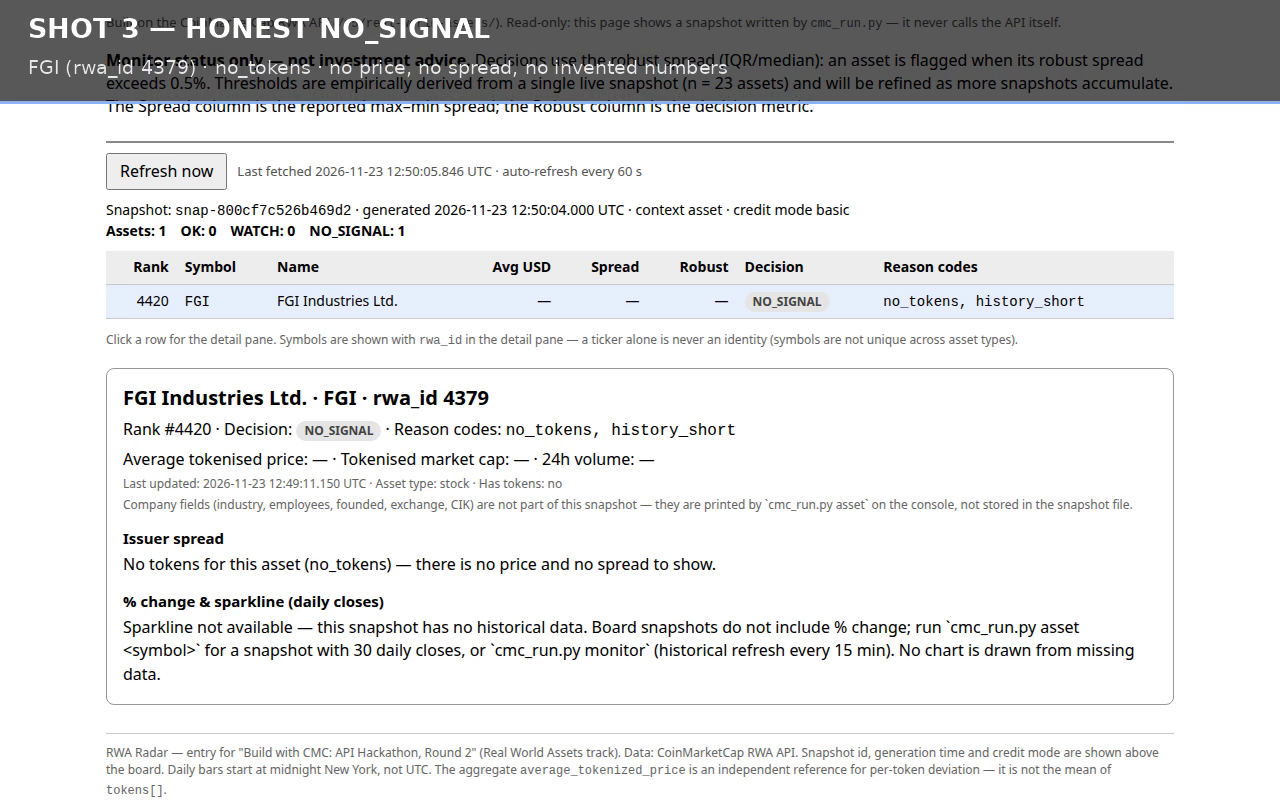 SHOT 3 — HONEST NO_SIGNAL
FGI (rwa_id 4379) · no_tokens · no price, no spread, no invented numbers
Read-only: this page shows a snapshot written by cmc_run.py — it never calls the API itself.
Monitor status only — not investment advice. Decisions use the robust spread (IQR/median): an asset is flagged when its robust spread
exceeds 0.5%. Thresholds are empirically derived from a single live snapshot (n = 23 assets) and will be refined as more snapshots accumulate.
The Spread column is the reported max–min spread; the Robust column is the decision metric.
Refresh now Last fetched 2026-11-23 12:50:05.846 UTC · auto-refresh every 60 s
Snapshot: snap-800cf7c526b469d2 · generated 2026-11-23 12:50:04.000 UTC · context asset · credit mode basic
Assets: 1 OK: 0 WATCH: 0 NO_SIGNAL: 1
Rank Symbol Name Avg USD Spread Robust Decision Reason codes
4420 FGI FGI Industries Ltd. — — — NO_SIGNAL no_tokens, history_short
Click a row for the detail pane. Symbols are shown with rwa_id in the detail pane — a ticker alone is never an identity (symbols are not unique across asset types).
FGI Industries Ltd. · FGI · rwa_id 4379
Rank #4420 · Decision: NO_SIGNAL · Reason codes: no_tokens, history_short
Average tokenised price: — · Tokenised market cap: — · 24h volume: —
Last updated: 2026-11-23 12:49:11.150 UTC · Asset type: stock · Has tokens: no
Company fields (industry, employees, founded, exchange, CIK) are not part of this snapshot — they are printed by `cmc_run.py asset` on the console, not stored in the snapshot file.
Issuer spread
No tokens for this asset (no_tokens) — there is no price and no spread to show.
% change & sparkline (daily closes)
Sparkline not available — this snapshot has no historical data. Board snapshots do not include % change; run `cmc_run.py asset
<symbol>` for a snapshot with 30 daily closes, or `cmc_run.py monitor` (historical refresh every 15 min). No chart is drawn from missing
data.
RWA Radar — entry for "Build with CMC: API Hackathon, Round 2" (Real World Assets track). Data: CoinMarketCap RWA API. Snapshot id, generation time and credit mode are shown above
the board. Daily bars start at midnight New York, not UTC. The aggregate average_tokenized_price is an independent reference for per-token deviation — it is not the mean of
tokens[].